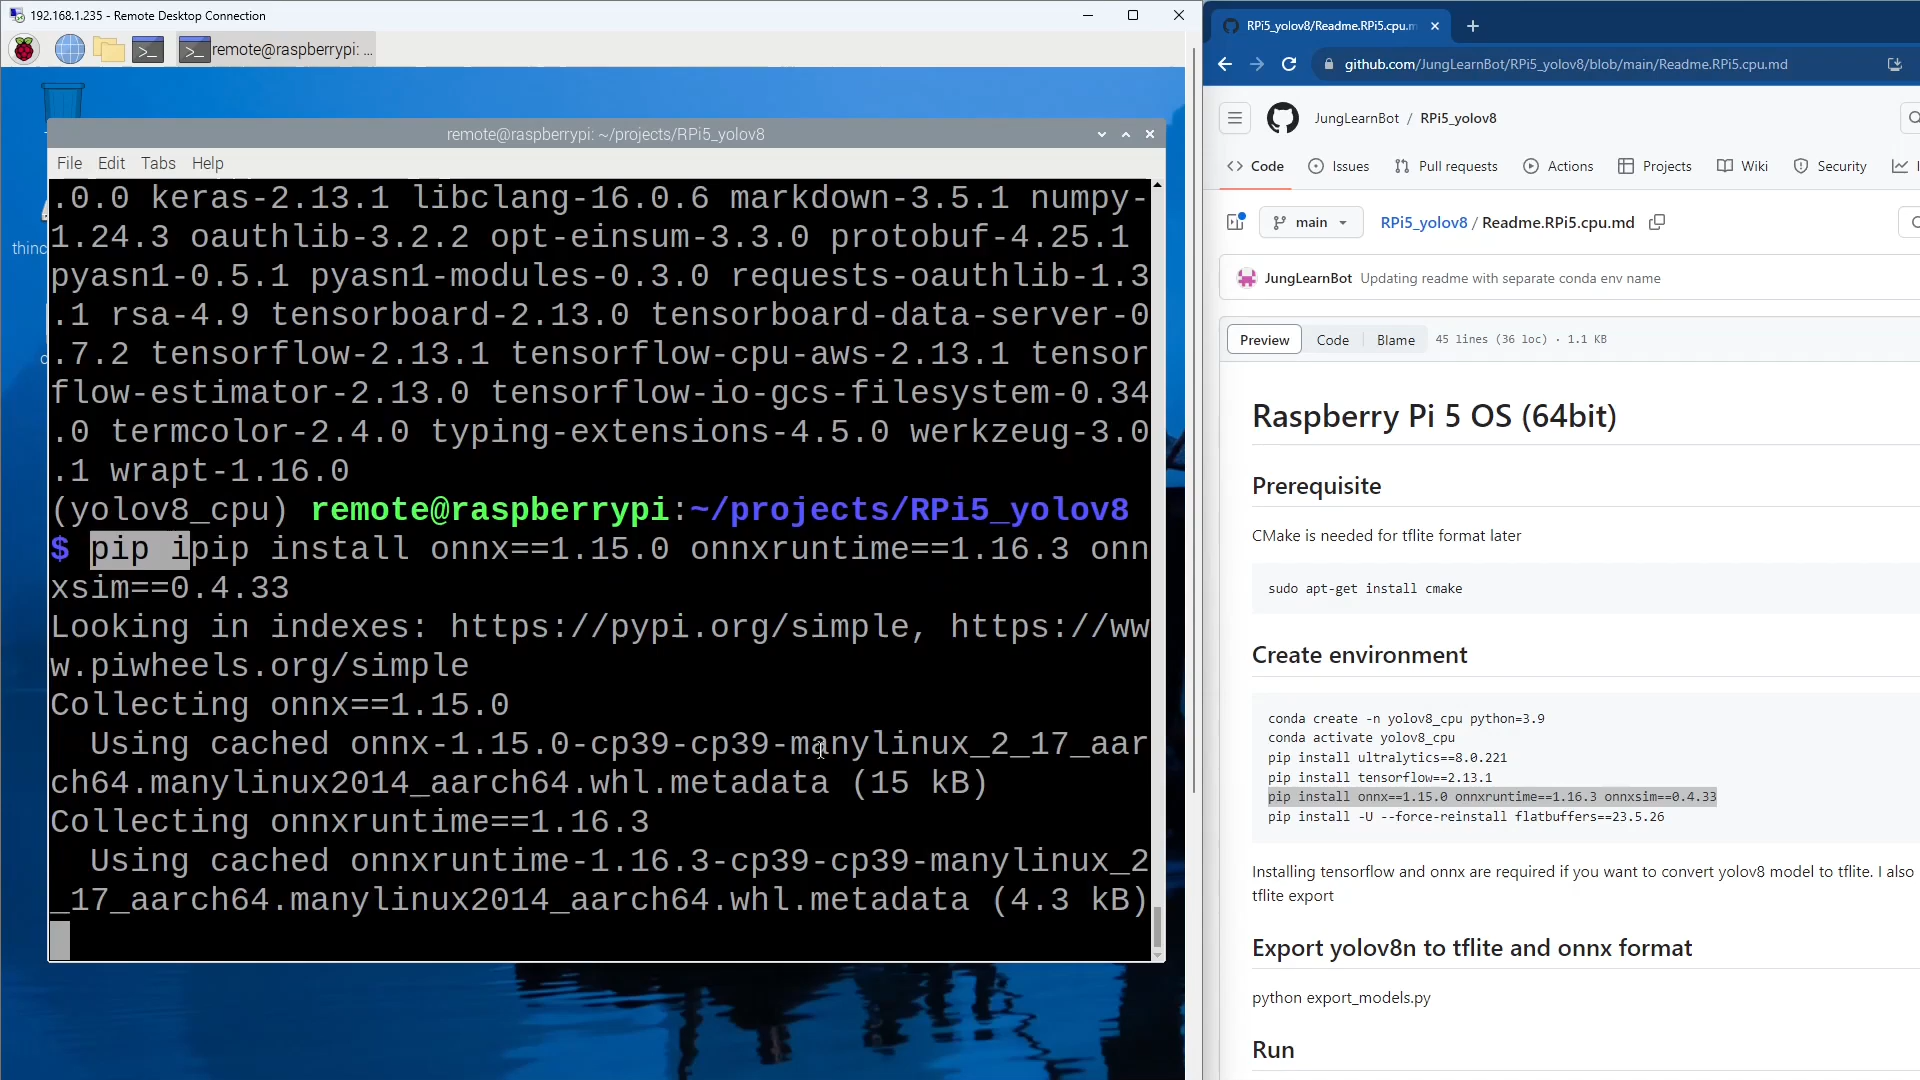 192.168.1.235 - Remote Desktop Connection
remote@raspberrypi: ...
remote@raspberrypi: ~/projects/RPi5_yolov8
File Edit Tabs Help
.0.0 keras-2.13.1 libclang-16.0.6 markdown-3.5.1 numpy-
1.24.3 oauthlib-3.2.2 opt-einsum-3.3.0 protobuf-4.25.1
pyasn1-0.5.1 pyasn1-modules-0.3.0 requests-oauthlib-1.3
.1 rsa-4.9 tensorboard-2.13.0 tensorboard-data-server-0
.7.2 tensorflow-2.13.1 tensorflow-cpu-aws-2.13.1 tensor
flow-estimator-2.13.0 tensorflow-io-gcs-filesystem-0.34
.0 termcolor-2.4.0 typing-extensions-4.5.0 werkzeug-3.0
.1 wrapt-1.16.0
(yolov8_cpu) remote@raspberrypi:~/projects/RPi5_yolov8
$ pip ipip install onnx==1.15.0 onnxruntime==1.16.3 onn
xsim==0.4.33
Looking in indexes: https://pypi.org/simple, https://ww
w.piwheels.org/simple
Collecting onnx==1.15.0
Using cached onnx-1.15.0-cp39-cp39-manylinux_2_17_aar
ch64.manylinux2014_aarch64.whl.metadata (15 kB)
Collecting onnxruntime==1.16.3
Using cached onnxruntime-1.16.3-cp39-cp39-manylinux_2
_17_aarch64.manylinux2014_aarch64.whl.metadata (4.3 kB)
thinc
RPi5_yolov8/Readme.RPi5.cpu.m
github.com/JungLearnBot/RPi5_yolov8/blob/main/Readme.RPi5.cpu.md
JungLearnBot / RPi5_yolov8
Code Issues Pull requests Actions Projects Wiki Security
main RPi5_yolov8 / Readme.RPi5.cpu.md
JungLearnBot Updating readme with separate conda env name
Preview Code Blame 45 lines (36 loc) · 1.1 KB
Raspberry Pi 5 OS (64bit)
Prerequisite
CMake is needed for tflite format later
sudo apt-get install cmake
Create environment
conda create -n yolov8_cpu python=3.9
conda activate yolov8_cpu
pip install ultralytics==8.0.221
pip install tensorflow==2.13.1
pip install onnx==1.15.0 onnxruntime==1.16.3 onnxsim==0.4.33
pip install -U --force-reinstall flatbuffers==23.5.26
Installing tensorflow and onnx are required if you want to convert yolov8 model to tflite. I also
tflite export
Export yolov8n to tflite and onnx format
python export_models.py
Run